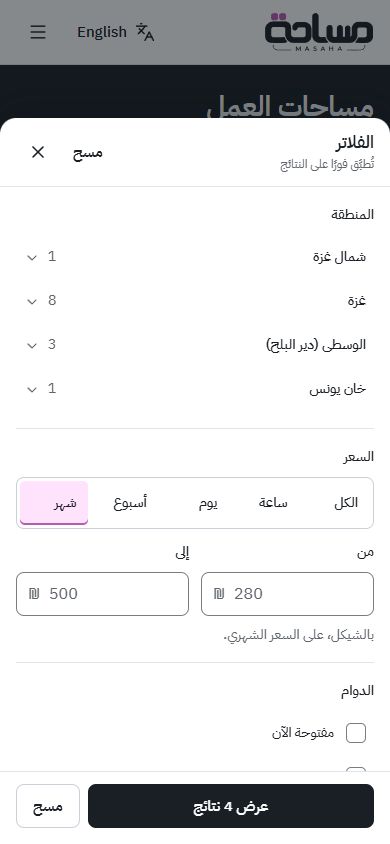 مساحة
MASAHA
English
مساحات العمل
الفلاتر
تُطبَّق فورًا على النتائج
مسح
المنطقة
شمال غزة 1
غزة 8
الوسطى (دير البلح) 3
خان يونس 1
السعر
الكل ساعة يوم أسبوع شهر
من إلى
280 ₪ 500 ₪
بالشيكل، على السعر الشهري.
الدوام
مفتوحة الآن
عرض 4 نتائج
مسح